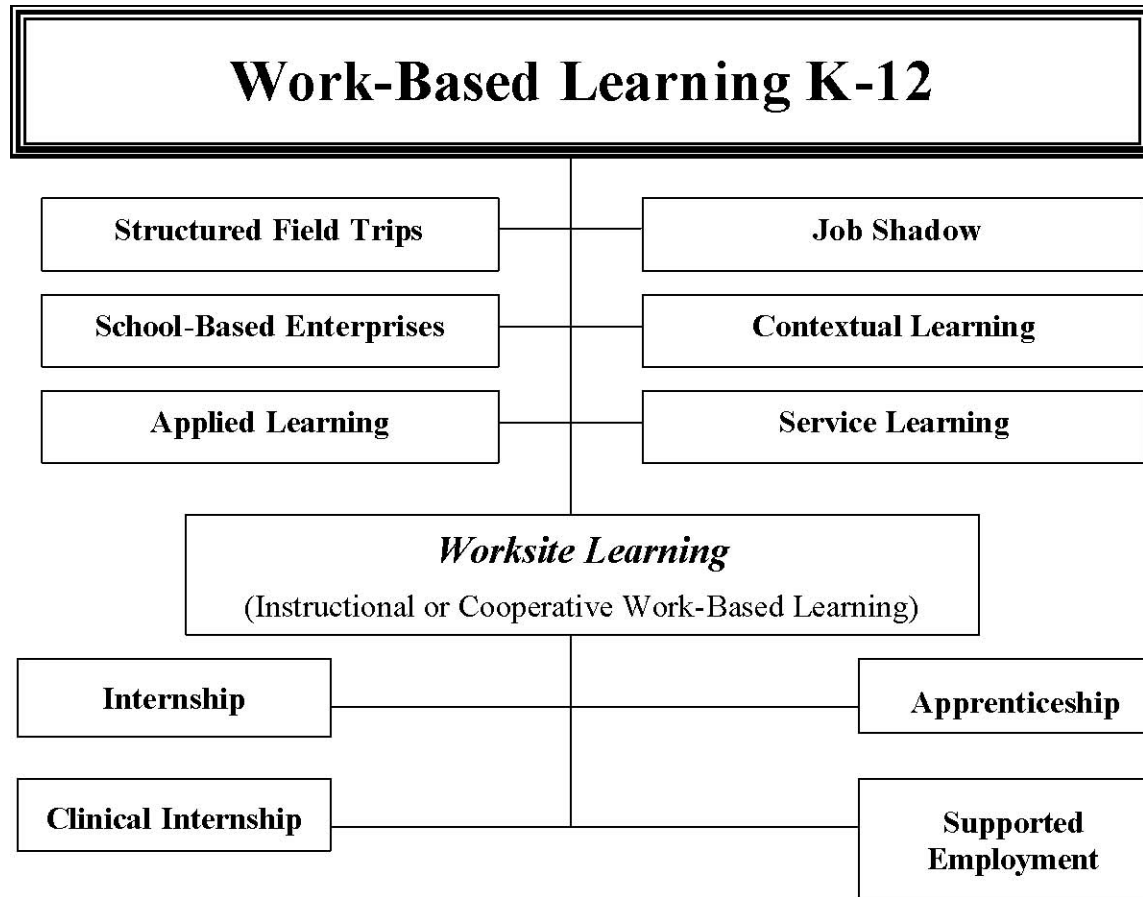 Work-Based Learning K-12
Structured Field Trips
Job Shadow
School-Based Enterprises
Contextual Learning
Applied Learning
Service Learning
Worksite Learning
(Instructional or Cooperative Work-Based Learning)
Internship
Apprenticeship
Clinical Internship
Supported
Employment